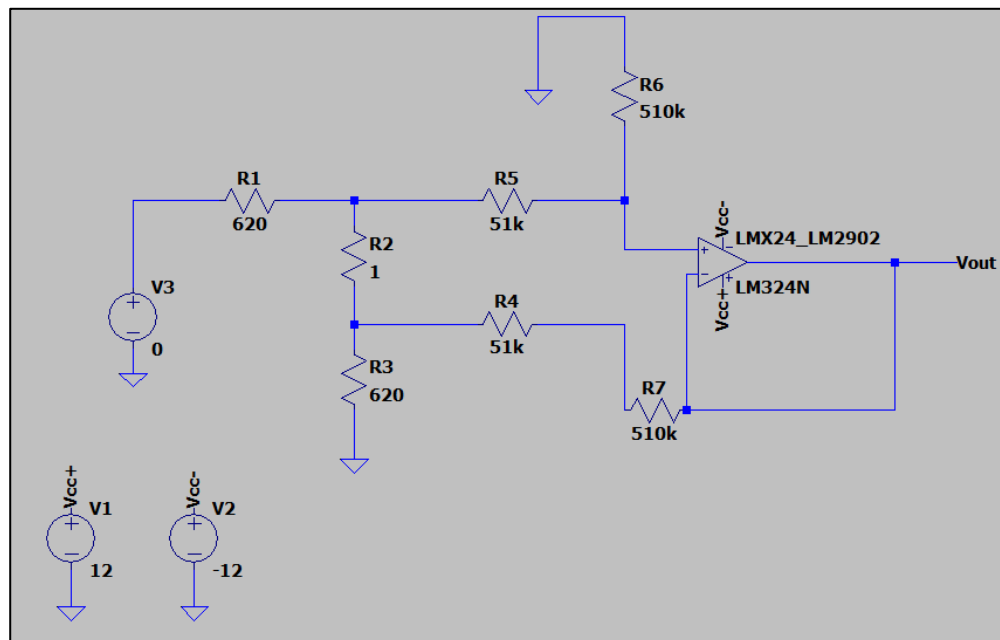 R6
510k
R1
620
R5
51k
Vcc-
LMX24_LM2902
R2
1
Vout
LM324N
Vcc+
V3
0
R4
51k
R3
620
R7
510k
Vcc+
V1
12
Vcc-
V2
-12